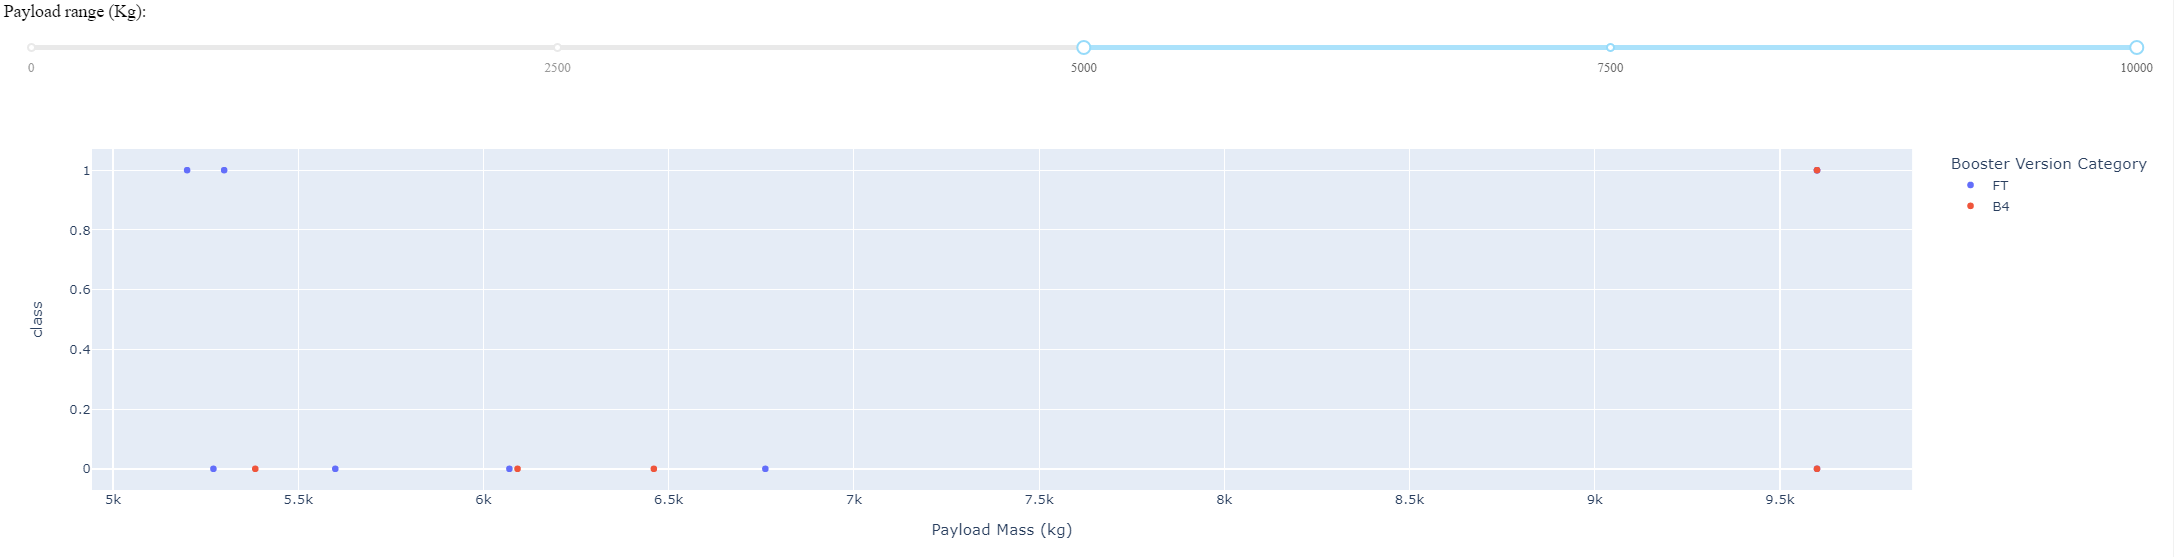 Payload range (Kg):
0 2500 5000 7500 10000
Booster Version Category
FT
B4
1
0.8
0.6
0.4
0.2
0
class
5k 5.5k 6k 6.5k 7k 7.5k 8k 8.5k 9k 9.5k
Payload Mass (kg)